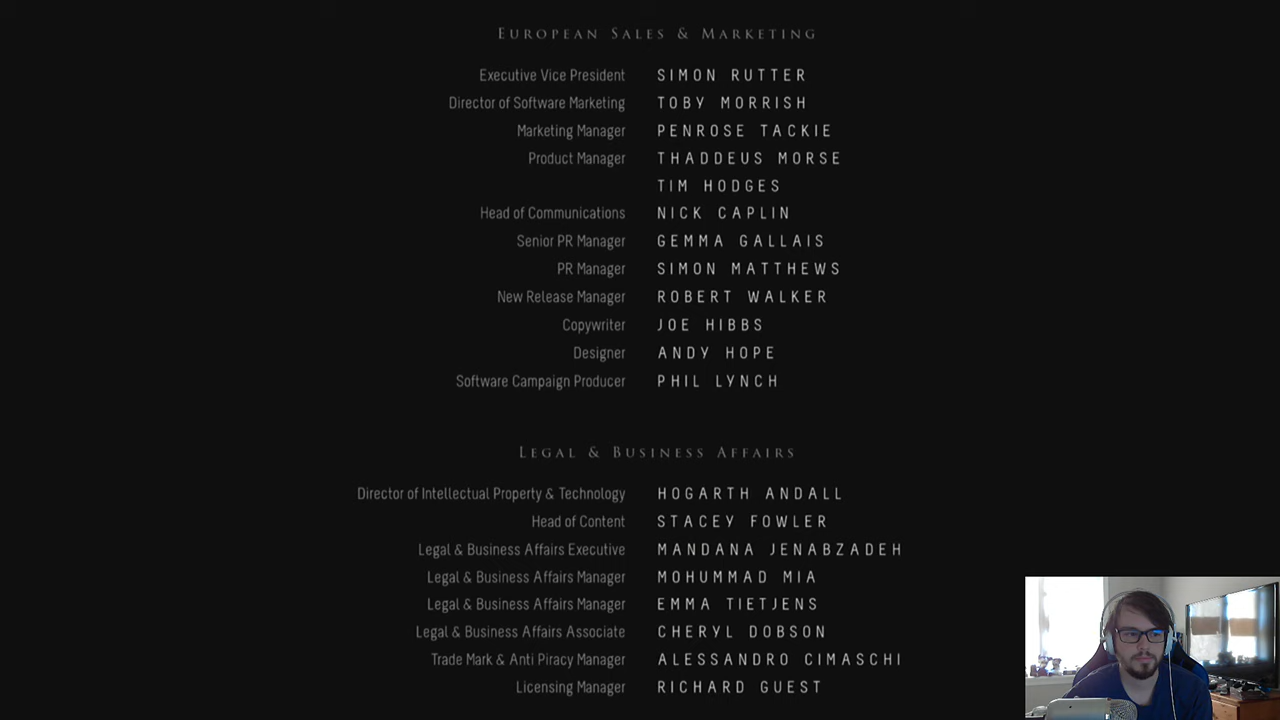 EUROPEAN SALES & MARKETING
Executive Vice President SIMON RUTTER
Director of Software Marketing TOBY MORRISH
Marketing Manager PENROSE TACKIE
Product Manager THADDEUS MORSE
TIM HODGES
Head of Communications NICK CAPLIN
Senior PR Manager GEMMA GALLAIS
PR Manager SIMON MATTHEWS
New Release Manager ROBERT WALKER
Copywriter JOE HIBBS
Designer ANDY HOPE
Software Campaign Producer PHIL LYNCH
LEGAL & BUSINESS AFFAIRS
Director of Intellectual Property & Technology HOGARTH ANDALL
Head of Content STACEY FOWLER
Legal & Business Affairs Executive MANDANA JENABZADEH
Legal & Business Affairs Manager MOHUMMAD MIA
Legal & Business Affairs Manager EMMA TIETJENS
Legal & Business Affairs Associate CHERYL DOBSON
Trade Mark & Anti Piracy Manager ALESSANDRO CIMASCHI
Licensing Manager RICHARD GUEST